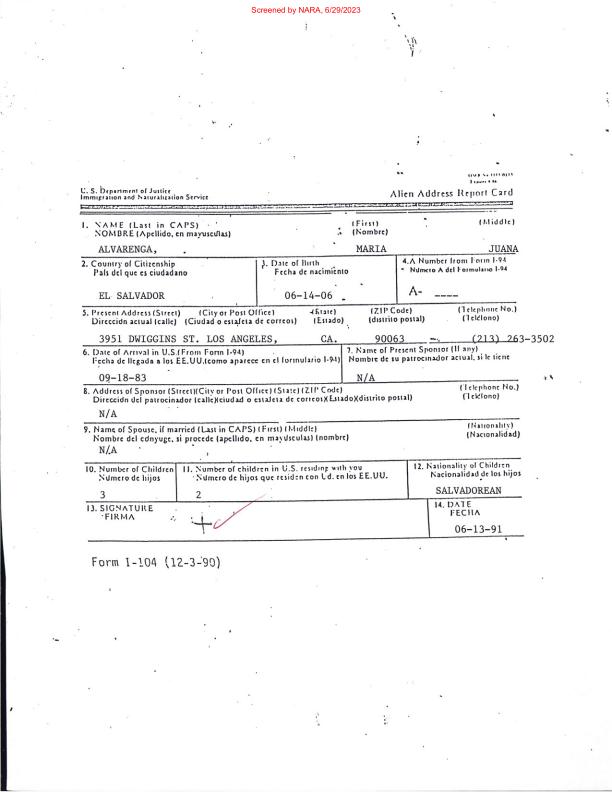 Screened by NARA, 6/29/2023
U. S. Department of Justice
Immigration and Naturalization Service
Alien Address Report Card
1. NAME (Last in CAPS) (First) (Middle)
NOMBRE (Apellido, en mayusculas) (Nombre)
ALVARENGA, MARIA JUANA
2. Country of Citizenship 3. Date of Birth 4. A Number from Form I-94
Pais del que es ciudadano Fecha de nacimiento Numero A del Formulario I-94
EL SALVADOR 06-14-06 A- ----
5. Present Address (Street) (City or Post Office) (State) (ZIP Code) (Telephone No.)
Dirección actual (calle) (Ciudad o estafeta de correos) (Estado) (distrito postal) (Teléfono)
3951 DWIGGINS ST. LOS ANGELES, CA. 90063 (213) 263-3502
6. Date of Arrival in U.S. (From Form I-94) 7. Name of Present Sponsor (If any)
Fecha de llegada a los EE.UU. (como aparece en el formulario I-94) Nombre de su patrocinador actual, si le tiene
09-18-83 N/A
8. Address of Sponsor (Street) (City or Post Office) (State) (ZIP Code) (Telephone No.)
Dirección del patrocinador (calle)(ciudad o estafeta de correos)(Estado)(distrito postal) (Teléfono)
N/A
9. Name of Spouse, if married (Last in CAPS) (First) (Middle) (Nationality)
Nombre del cónyuge, si procede (apellido, en mayusculas) (nombre) (Nacionalidad)
N/A
10. Number of Children 11. Number of children in U.S. residing with you 12. Nationality of Children
Número de hijos Número de hijos que residen con Ud. en los EE.UU. Nacionalidad de los hijos
3 2 SALVADOREAN
13. SIGNATURE 14. DATE
FIRMA FECHA
06-13-91
Form I-104 (12-3-90)